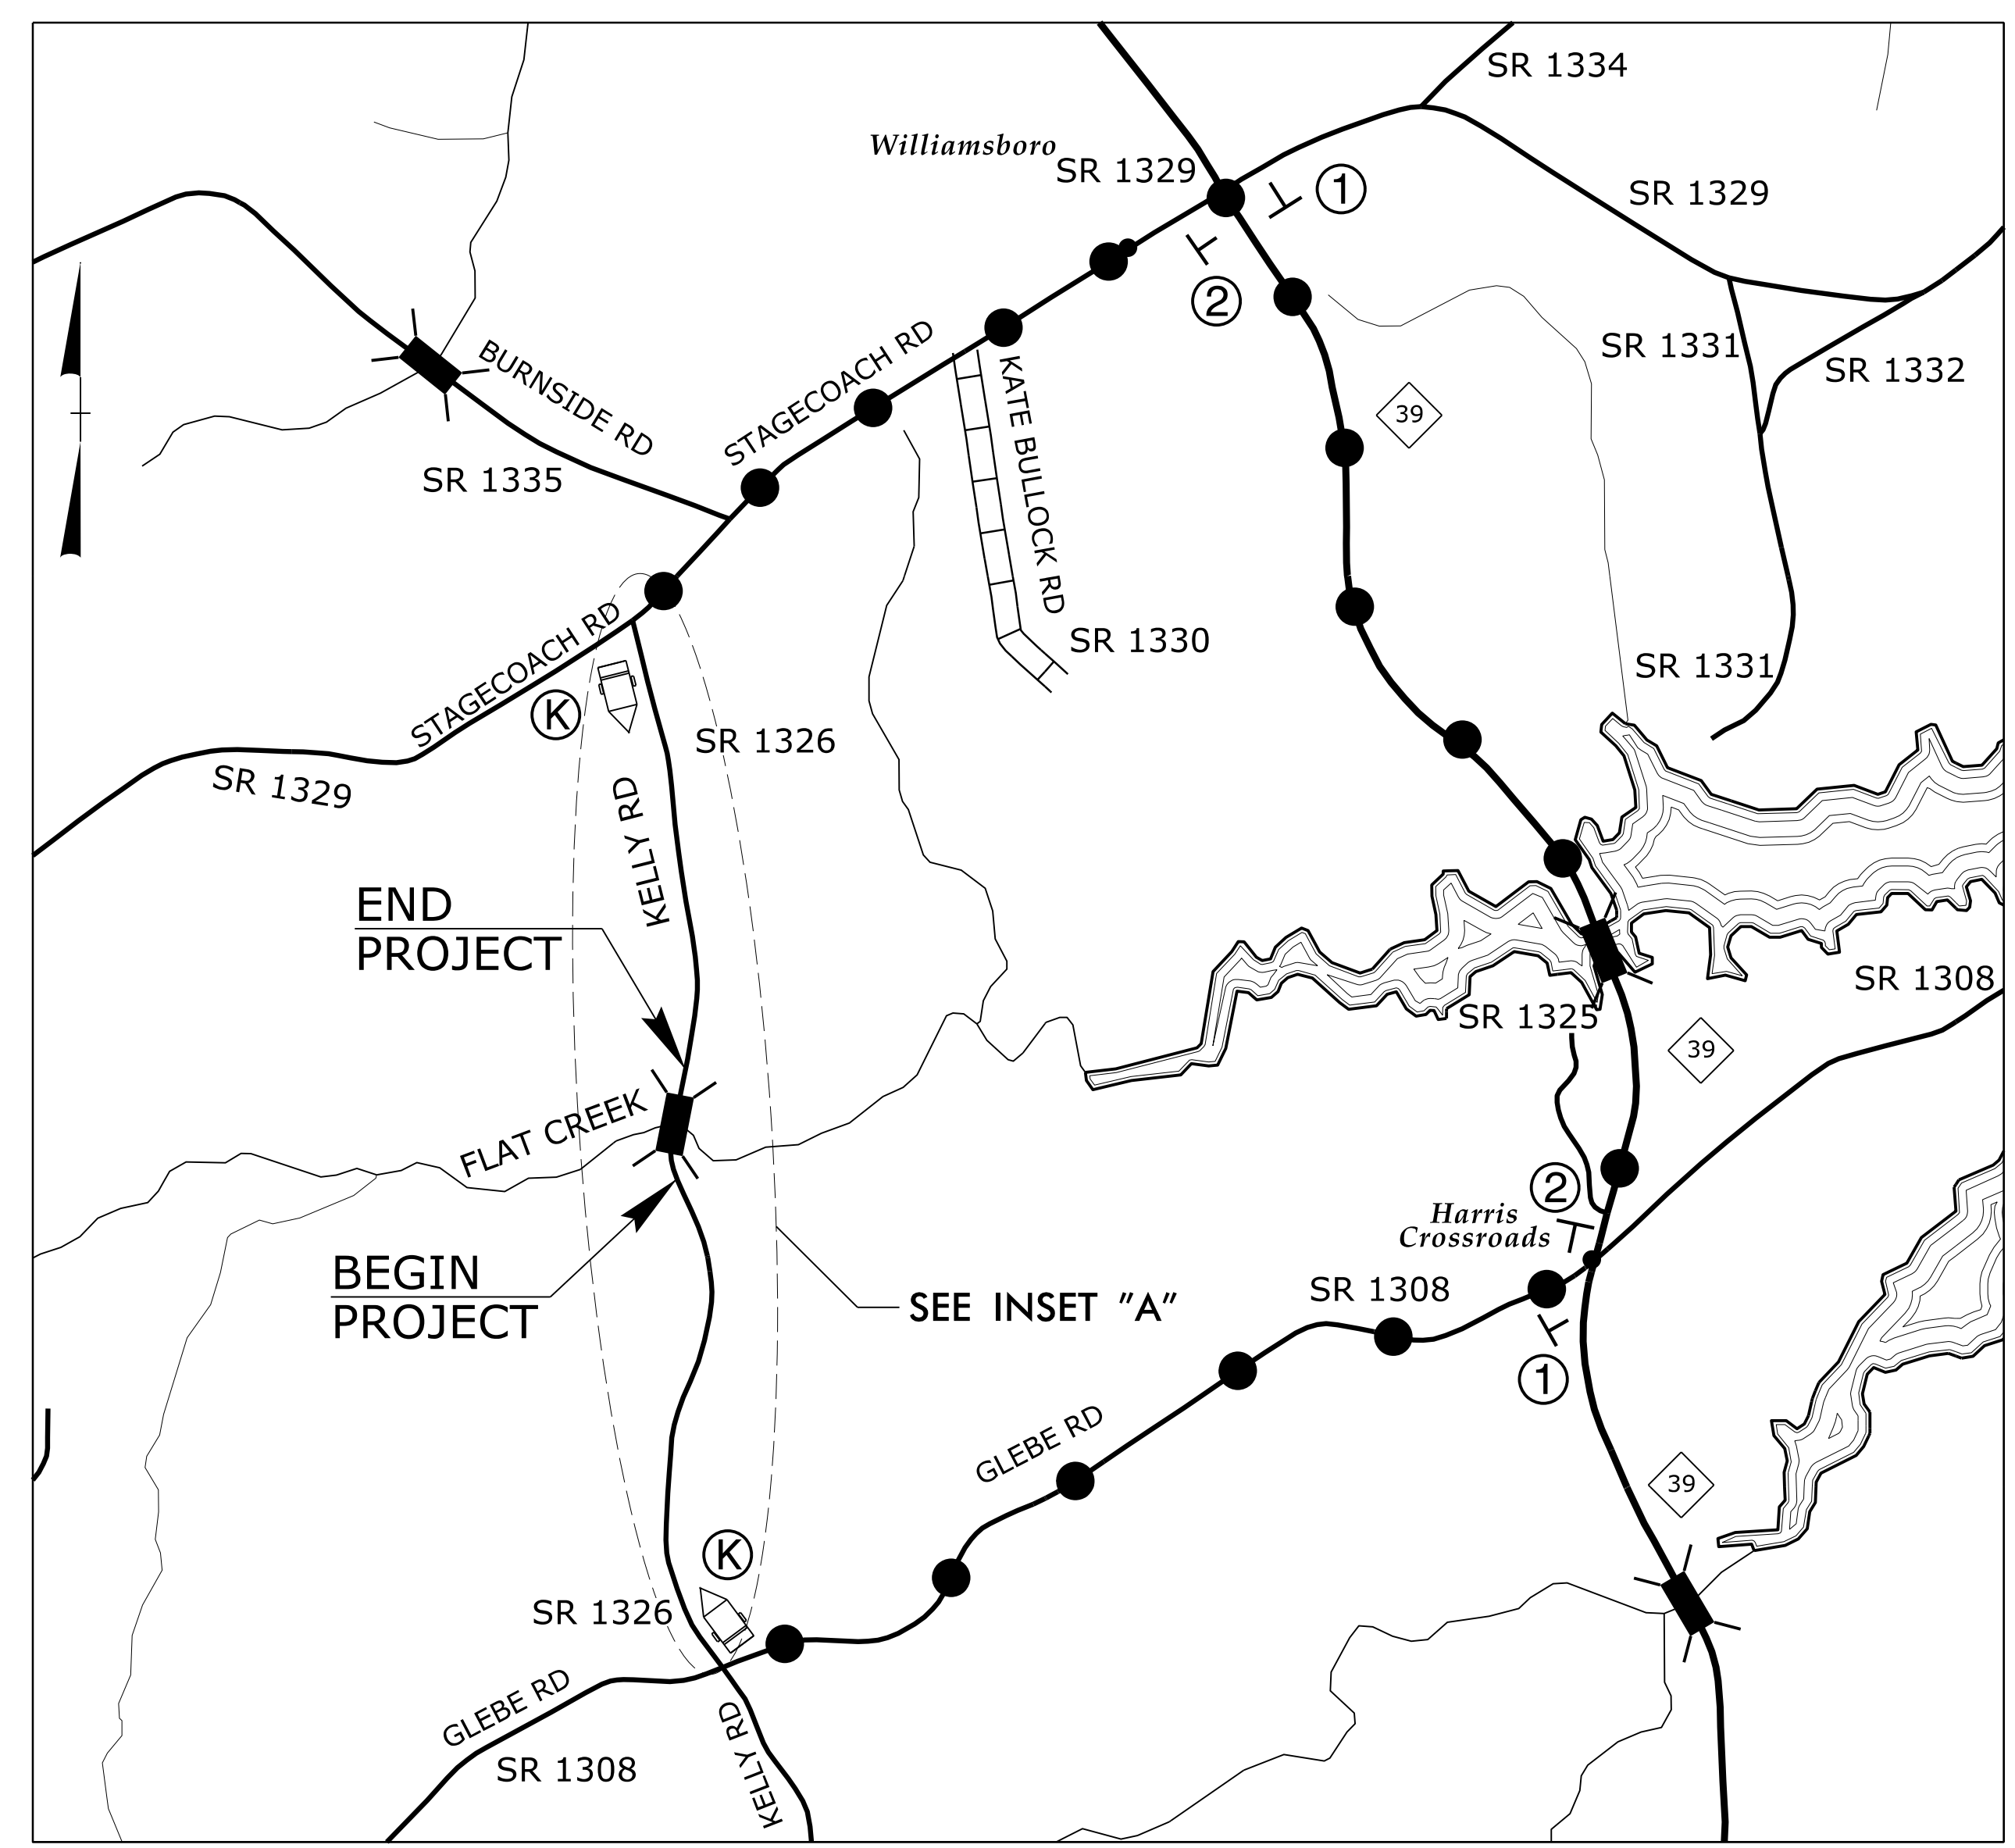 SR 1334
Williamsboro
SR 1329
1
SR 1329
2
BURNSIDE RD
STAGECOACH RD
KATE BULLOCK RD
39
SR 1331
SR 1332
SR 1335
STAGECOACH RD
SR 1330
SR 1331
K
SR 1326
SR 1329
KELLY RD
END
PROJECT
SR 1308
SR 1325
39
FLAT CREEK
2
Harris
Crossroads
BEGIN
PROJECT
SEE INSET "A"
SR 1308
1
GLEBE RD
39
K
SR 1326
GLEBE RD
KELLY RD
SR 1308